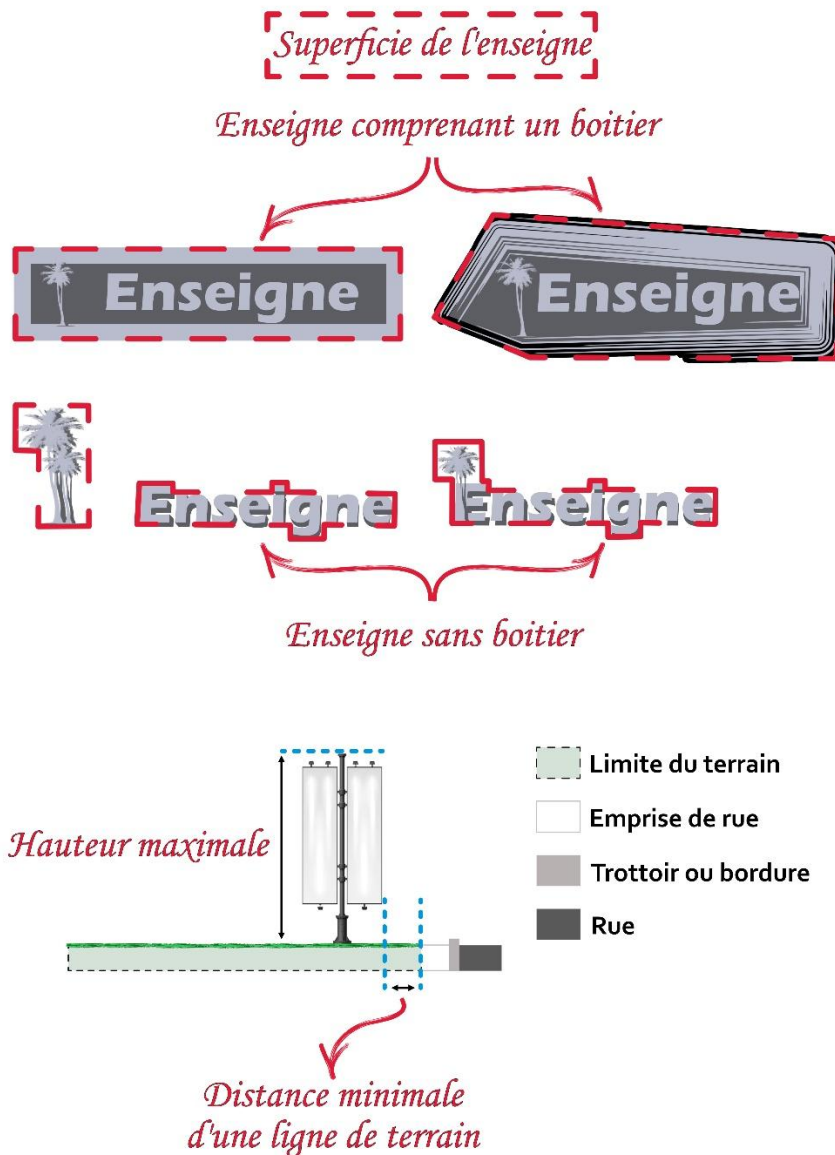 Superficie de l'enseigne
Enseigne comprenant un boitier
Enseigne
Enseigne
Enseigne
Enseigne
Enseigne sans boitier
Hauteur maximale
Limite du terrain
Emprise de rue
Trottoir ou bordure
Rue
Distance minimale
d'une ligne de terrain